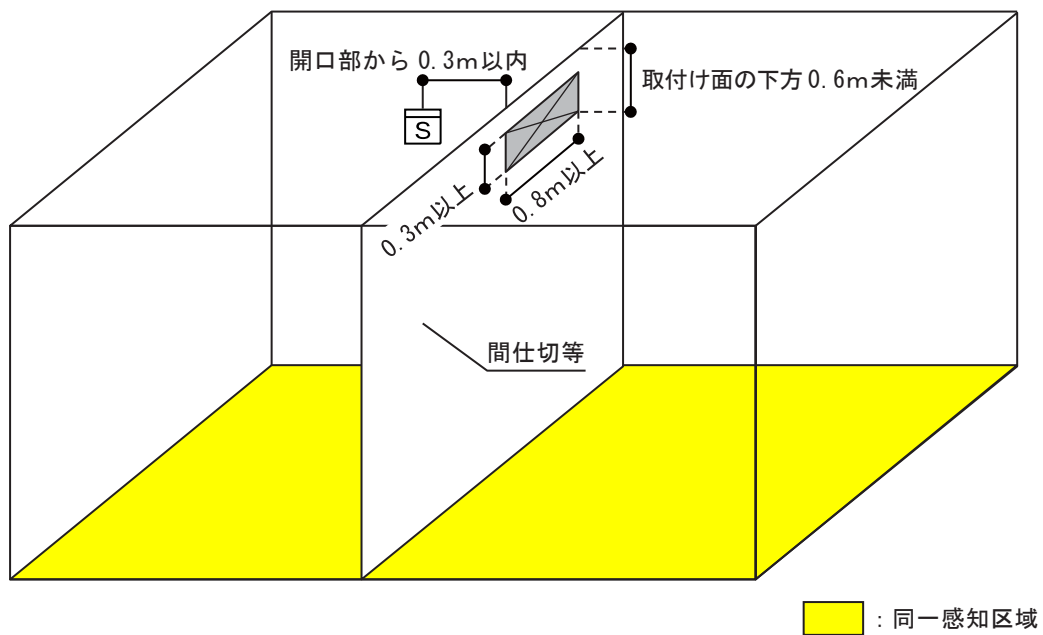 開口部から 0.3ｍ以内
取付け面の下方 0.6ｍ未満
S
0.3ｍ以上
0.8ｍ以上
間仕切等
：同一感知区域